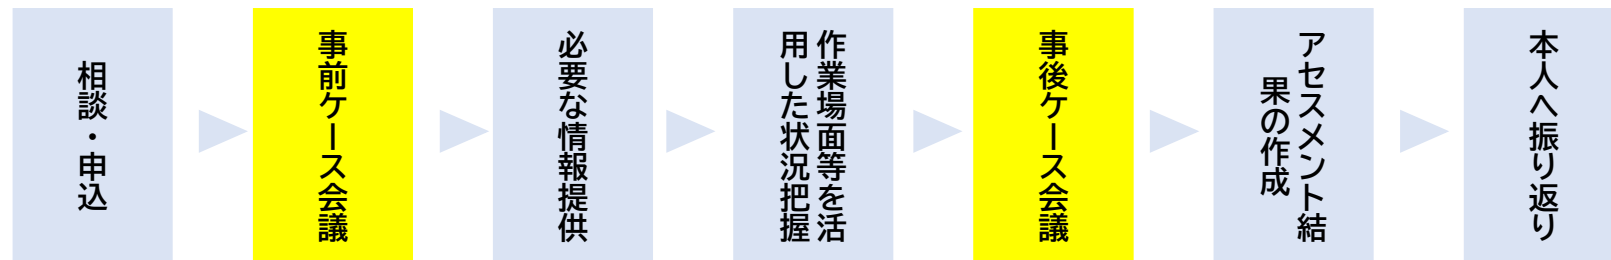 相談・申込
事前ケース会議
必要な情報提供
作業場面等を活
用した状況把握
事後ケース会議
アセスメント結
果の作成
本人へ振り返り